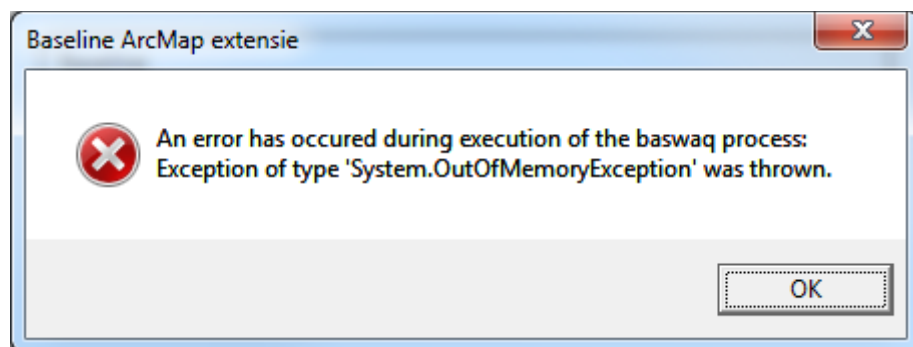 Baseline ArcMap extensie
An error has occured during execution of the baswaq process:
Exception of type 'System.OutOfMemoryException' was thrown.
OK